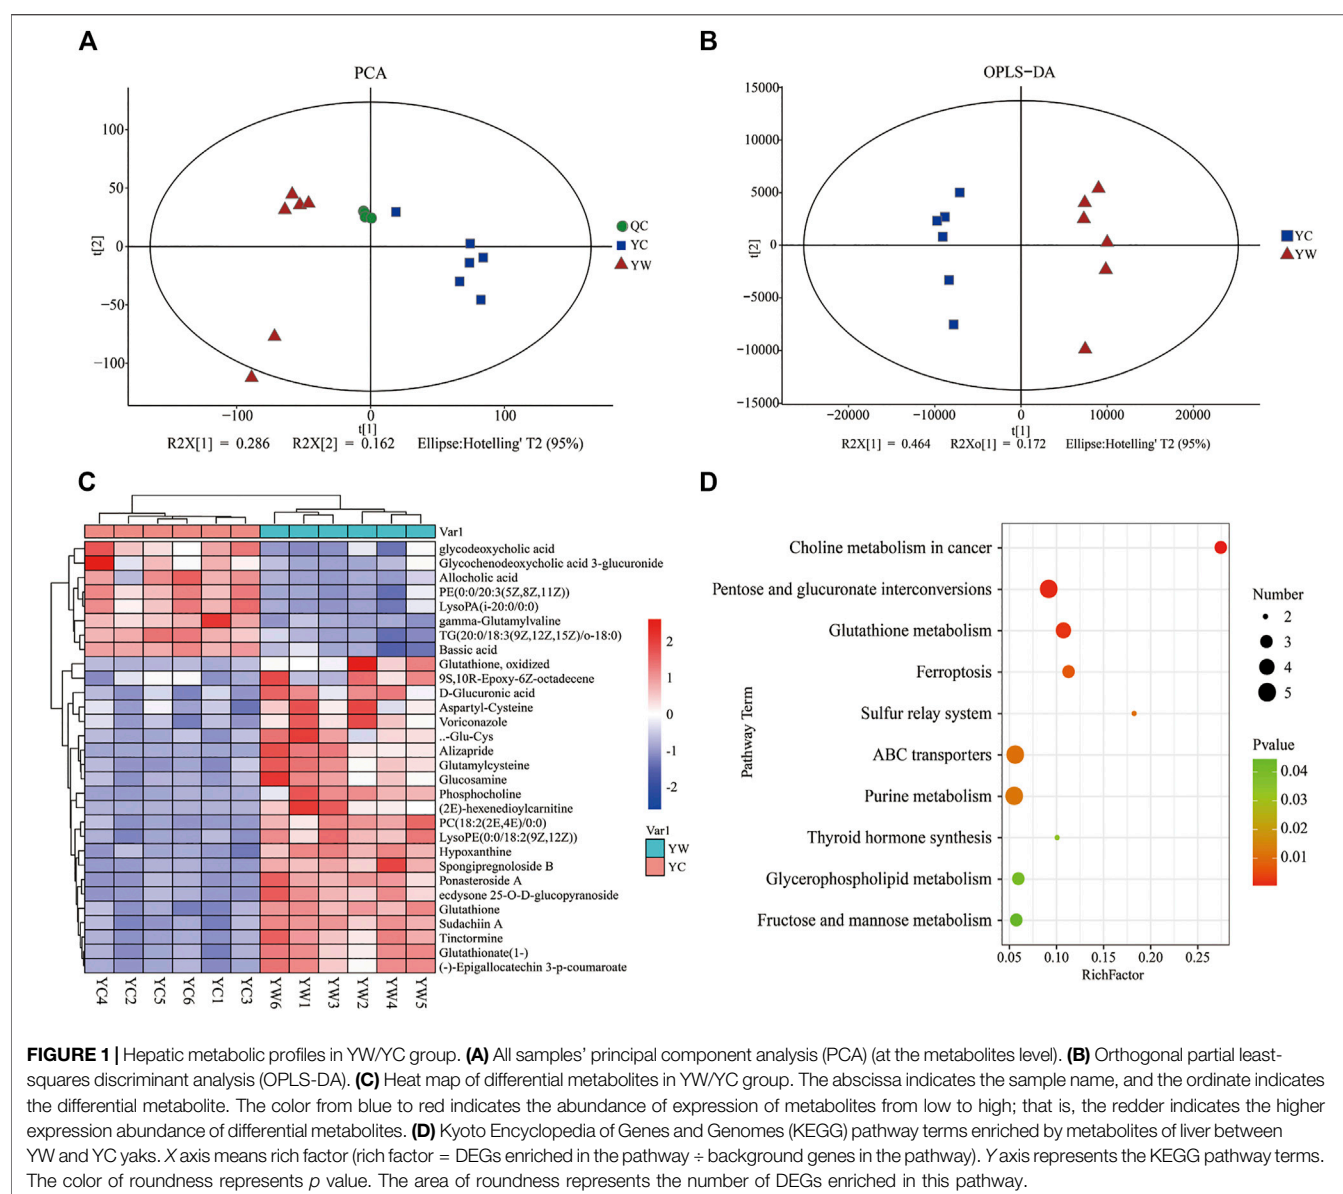 A
PCA
100
50
0
−50
−100
t[2]
−100
0
100
t[1]
R2X[1] = 0.286 R2X[2] = 0.162 Ellipse:Hotelling' T2 (95%)
QC
YC
YW
B
OPLS−DA
15000
10000
5000
0
−5000
−10000
−15000
t[2]
−20000
−10000
0
10000
20000
t[1]
R2X[1] = 0.464 R2Xo[1] = 0.172 Ellipse:Hotelling' T2 (95%)
YC
YW
C
Var1
glycodeoxycholic acid
Glycochenodeoxycholic acid 3-glucuronide
Allocholic acid
PE(0:0/20:3(5Z,8Z,11Z))
LysoPA(i-20:0/0:0)
gamma-Glutamylvaline
TG(20:0/18:3(9Z,12Z,15Z)/o-18:0)
Bassic acid
Glutathione, oxidized
9S,10R-Epoxy-6Z-octadecene
D-Glucuronic acid
Aspartyl-Cysteine
Voriconazole
..-Glu-Cys
Alizapride
Glutamylcysteine
Glucosamine
Phosphocholine
(2E)-hexenedioylcarnitine
PC(18:2(2E,4E)/0:0)
LysoPE(0:0/18:2(9Z,12Z))
Hypoxanthine
Spongipregnoloside B
Ponasteroside A
ecdysone 25-O-D-glucopyranoside
Glutathione
Sudachiin A
Tinctormine
Glutathionate(1-)
(-)-Epigallocatechin 3-p-coumaroate
YC4
YC2
YC5
YC6
YC1
YC3
YW6
YW1
YW3
YW2
YW4
YW5
2
1
0
-1
-2
Var1
YW
YC
D
Pathway Term
Choline metabolism in cancer
Pentose and glucuronate interconversions
Glutathione metabolism
Ferroptosis
Sulfur relay system
ABC transporters
Purine metabolism
Thyroid hormone synthesis
Glycerophospholipid metabolism
Fructose and mannose metabolism
0.05
0.10
0.15
0.20
0.25
RichFactor
Number
2
3
4
5
Pvalue
0.04
0.03
0.02
0.01
FIGURE 1 | Hepatic metabolic profiles in YW/YC group. (A) All samples' principal component analysis (PCA) (at the metabolites level). (B) Orthogonal partial least-
squares discriminant analysis (OPLS-DA). (C) Heat map of differential metabolites in YW/YC group. The abscissa indicates the sample name, and the ordinate indicates
the differential metabolite. The color from blue to red indicates the abundance of expression of metabolites from low to high; that is, the redder indicates the higher
expression abundance of differential metabolites. (D) Kyoto Encyclopedia of Genes and Genomes (KEGG) pathway terms enriched by metabolites of liver between
YW and YC yaks. X axis means rich factor (rich factor = DEGs enriched in the pathway ÷ background genes in the pathway). Y axis represents the KEGG pathway terms.
The color of roundness represents p value. The area of roundness represents the number of DEGs enriched in this pathway.